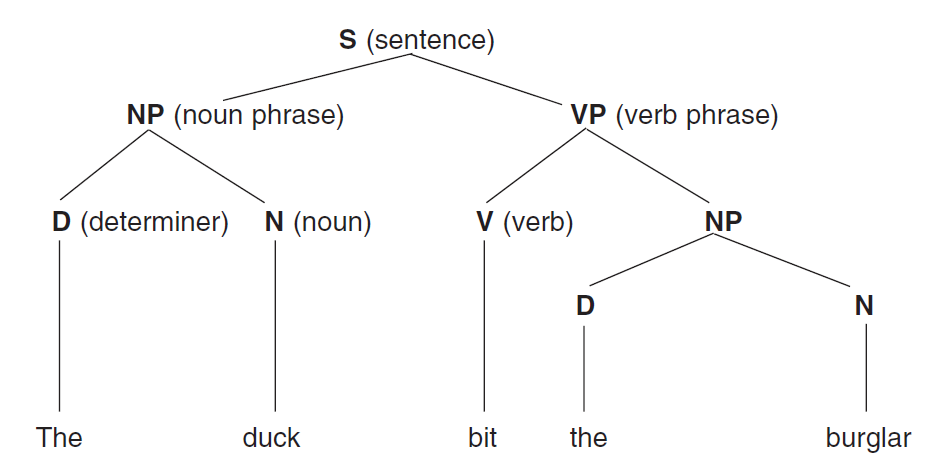 S (sentence)
NP (noun phrase) VP (verb phrase)
D (determiner) N (noun) V (verb) NP
D N
The duck bit the burglar